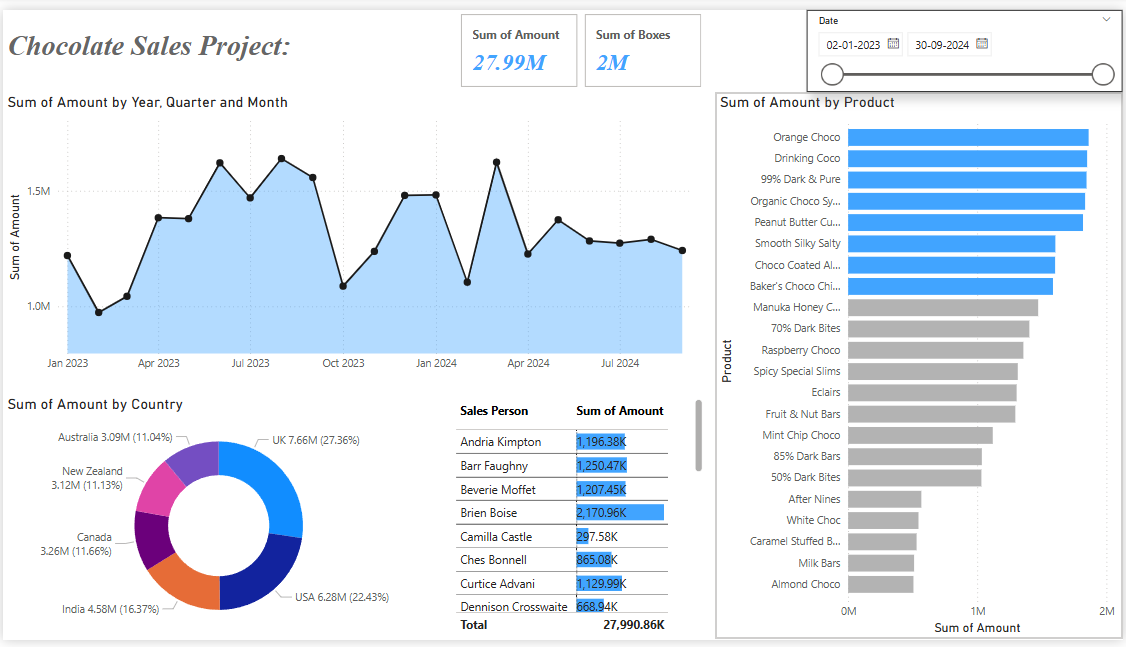 Chocolate Sales Project:
Sum of Amount
27.99M
Sum of Boxes
2M
Date
02-01-2023
30-09-2024
Sum of Amount by Year, Quarter and Month
Sum of Amount
1.5M
1.0M
Jan 2023
Apr 2023
Jul 2023
Oct 2023
Jan 2024
Apr 2024
Jul 2024
Sum of Amount by Country
Australia 3.09M (11.04%)
UK 7.66M (27.36%)
New Zealand
3.12M (11.13%)
Canada
3.26M (11.66%)
India 4.58M (16.37%)
USA 6.28M (22.43%)
Sales Person Sum of Amount
Andria Kimpton 1,196.38K
Barr Faughny 1,250.47K
Beverie Moffet 1,207.45K
Brien Boise 2,170.96K
Camilla Castle 297.58K
Ches Bonnell 865.08K
Curtice Advani 1,129.99K
Dennison Crosswaite 668.94K
Total 27,990.86K
Sum of Amount by Product
Product
Orange Choco
Drinking Coco
99% Dark & Pure
Organic Choco Sy...
Peanut Butter Cu...
Smooth Silky Salty
Choco Coated Al...
Baker's Choco Chi...
Manuka Honey C...
70% Dark Bites
Raspberry Choco
Spicy Special Slims
Eclairs
Fruit & Nut Bars
Mint Chip Choco
85% Dark Bars
50% Dark Bites
After Nines
White Choc
Caramel Stuffed B...
Milk Bars
Almond Choco
0M
1M
2M
Sum of Amount